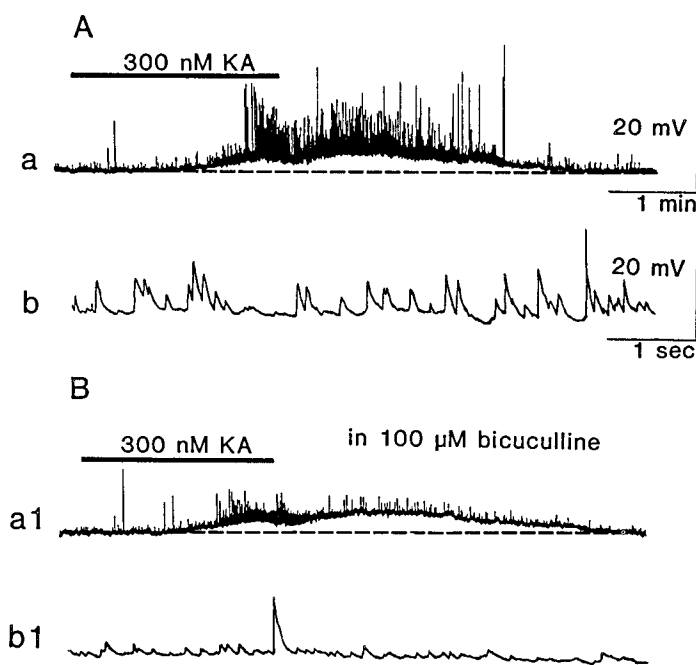 A
300 nM KA
20 mV
a
1 min
20 mV
b
1 sec
B
300 nM KA
in 100 µM bicuculline
a1
b1